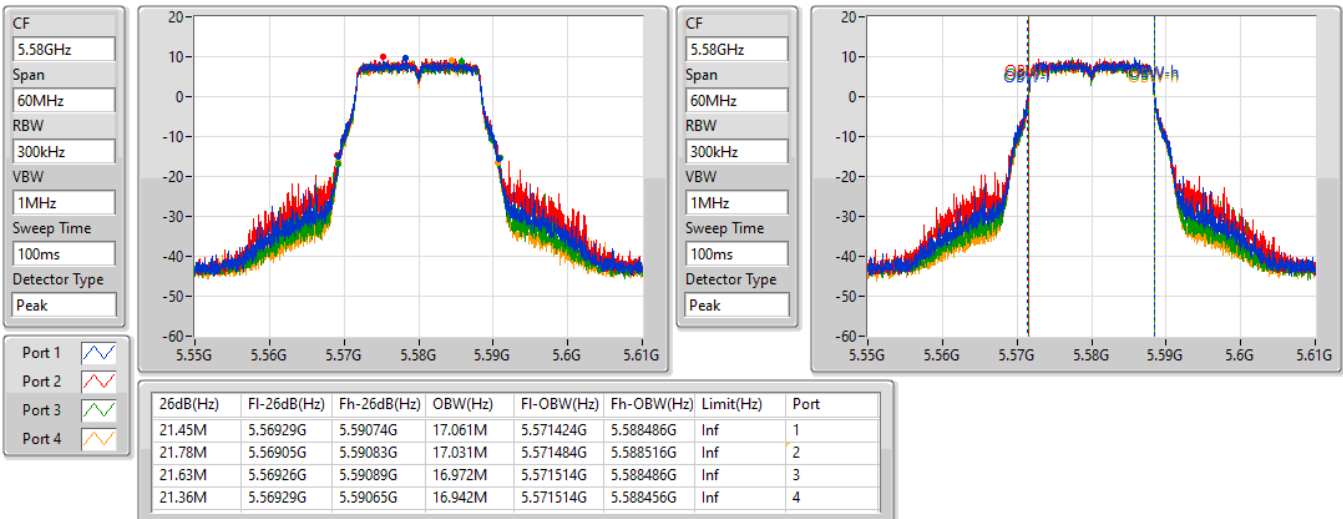 CF
5.58GHz
Span
60MHz
RBW
300kHz
VBW
1MHz
Sweep Time
100ms
Detector Type
Peak
20
10
0
-10
-20
-30
-40
-50
-60
5.55G 5.56G 5.57G 5.58G 5.59G 5.6G 5.61G
CF
5.58GHz
Span
60MHz
RBW
300kHz
VBW
1MHz
Sweep Time
100ms
Detector Type
Peak
20
10
0
-10
-20
-30
-40
-50
-60
OBW-l OBW-h
5.55G 5.56G 5.57G 5.58G 5.59G 5.6G 5.61G
Port 1
Port 2
Port 3
Port 4
26dB(Hz) Fl-26dB(Hz) Fh-26dB(Hz) OBW(Hz) Fl-OBW(Hz) Fh-OBW(Hz) Limit(Hz) Port
21.45M 5.56929G 5.59074G 17.061M 5.571424G 5.588486G Inf 1
21.78M 5.56905G 5.59083G 17.031M 5.571484G 5.588516G Inf 2
21.63M 5.56926G 5.59089G 16.972M 5.571514G 5.588486G Inf 3
21.36M 5.56929G 5.59065G 16.942M 5.571514G 5.588456G Inf 4